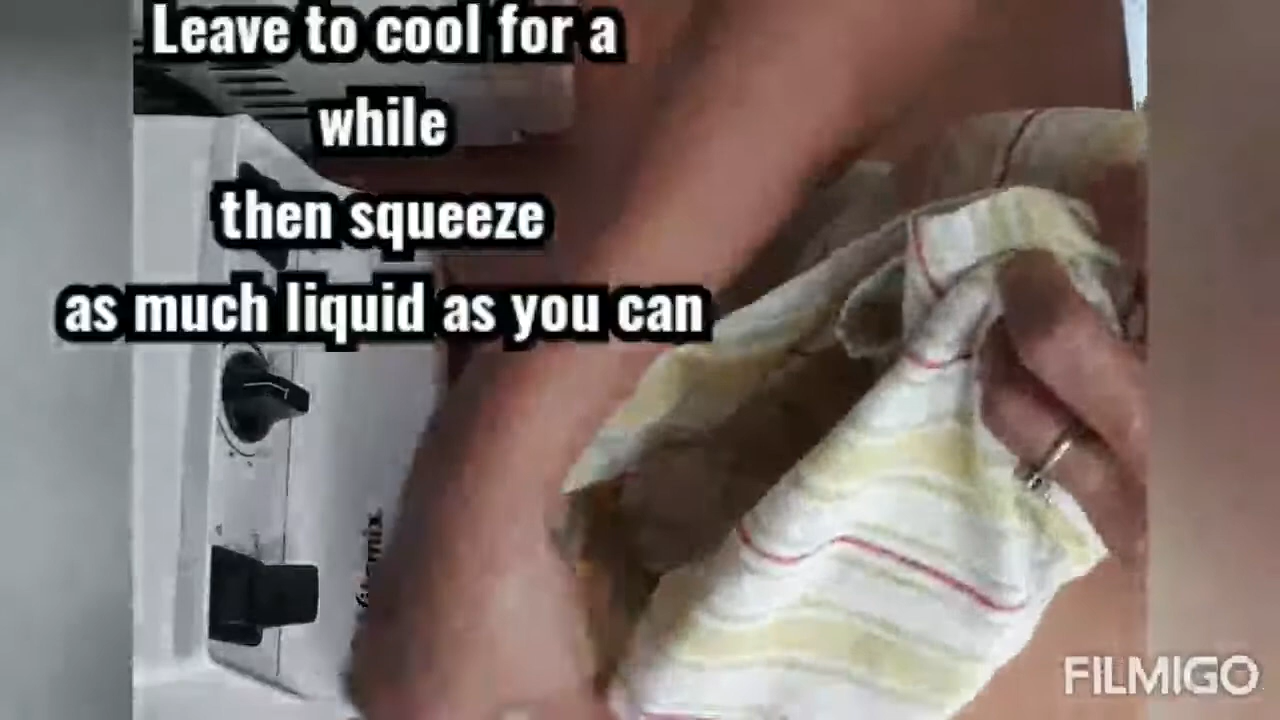 Leave to cool for a
while
then squeeze
as much liquid as you can
FILMIGO